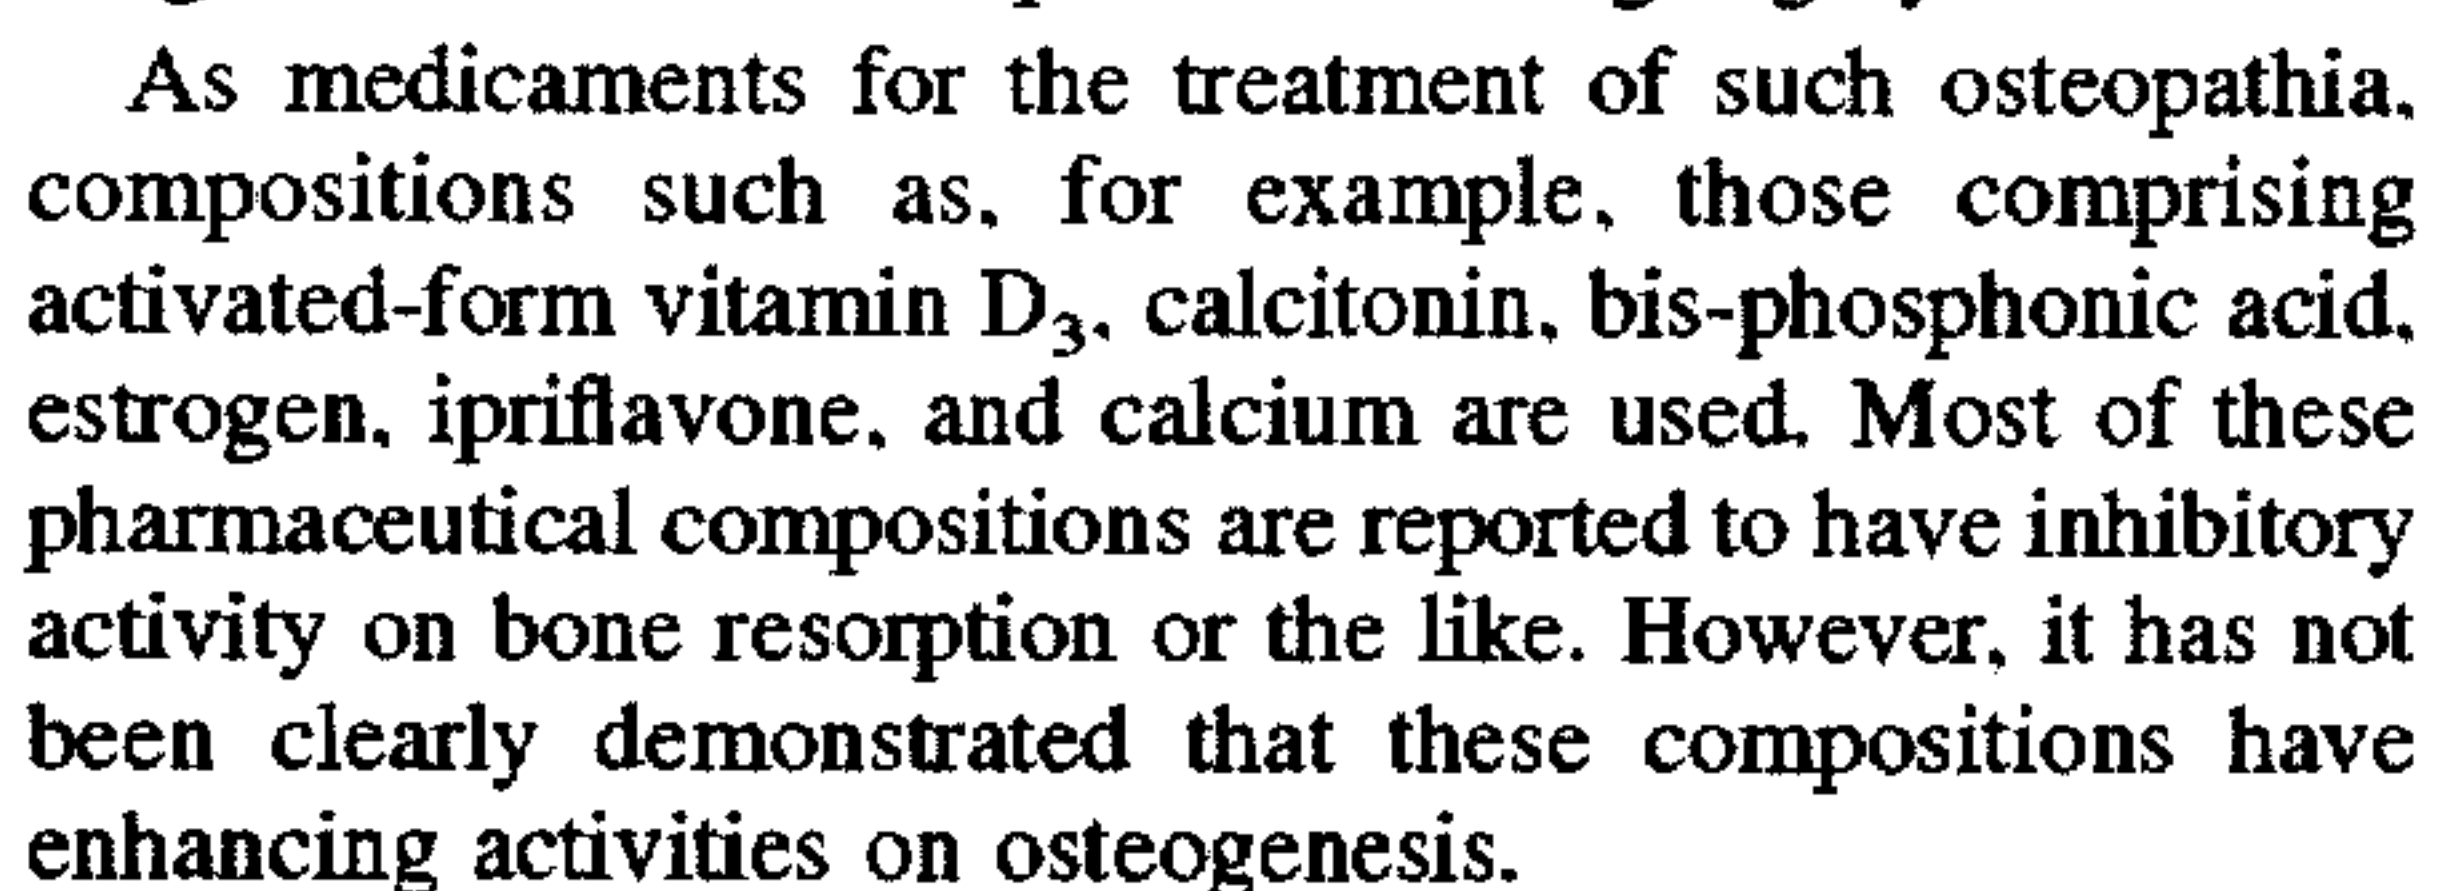 As medicaments for the treatment of such osteopathia,
compositions such as, for example, those comprising
activated-form vitamin D₃, calcitonin, bis-phosphonic acid,
estrogen, ipriflavone, and calcium are used. Most of these
pharmaceutical compositions are reported to have inhibitory
activity on bone resorption or the like. However, it has not
been clearly demonstrated that these compositions have
enhancing activities on osteogenesis.